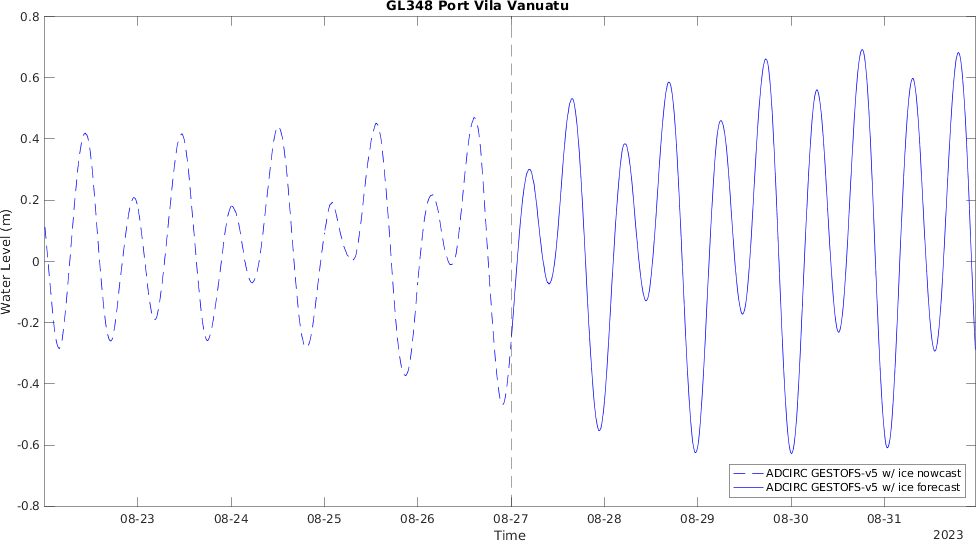 GL348 Port Vila Vanuatu
0.8
0.6
0.4
0.2
0
-0.2
-0.4
-0.6
-0.8
Water Level (m)
ADCIRC GESTOFS-v5 w/ ice nowcast
ADCIRC GESTOFS-v5 w/ ice forecast
08-23 08-24 08-25 08-26 08-27 08-28 08-29 08-30 08-31
Time
2023